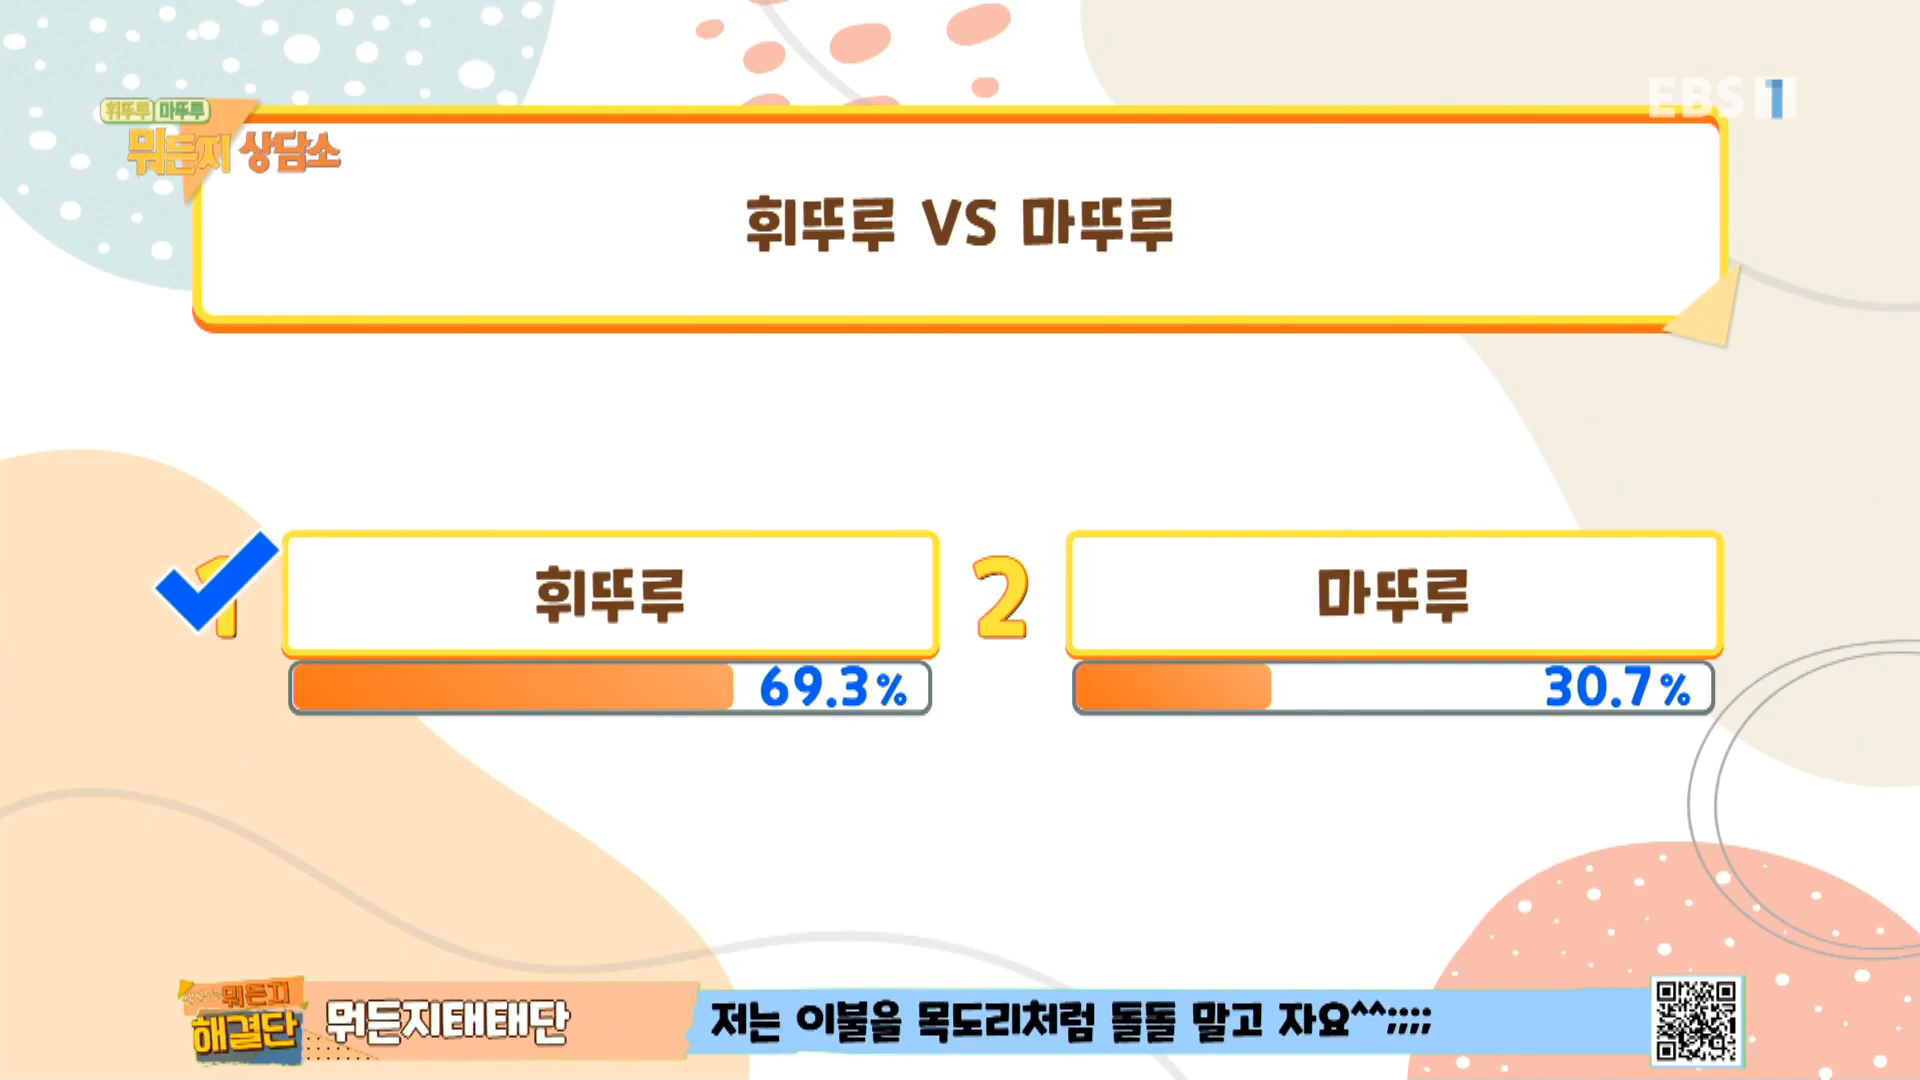 휘뚜루 마뚜루
뭐든지 상담소
EBS 1
휘뚜루 VS 마뚜루
1 휘뚜루
2 마뚜루
69.3%
30.7%
뭐든지
해결단
뭐든지태태단
저는 이불을 목도리처럼 돌돌 말고 자요^^;;;;